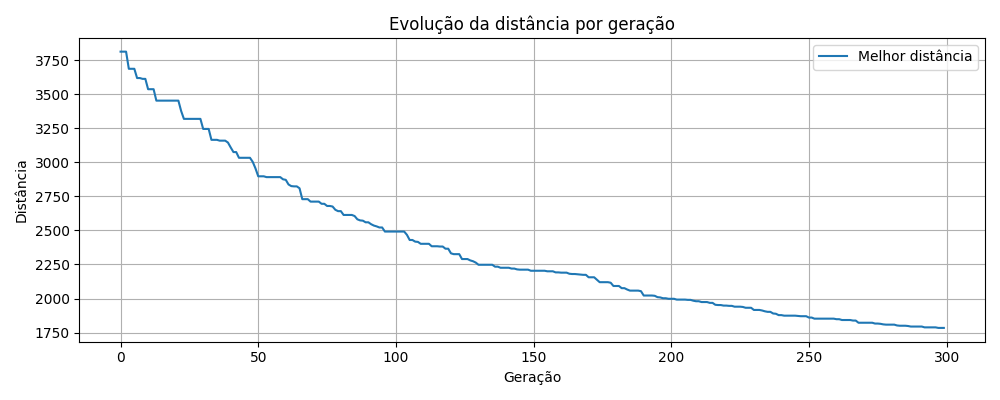 Evolução da distância por geração
Melhor distância
3750
3500
3250
3000
2750
2500
2250
2000
1750
Distância
0 50 100 150 200 250 300
Geração